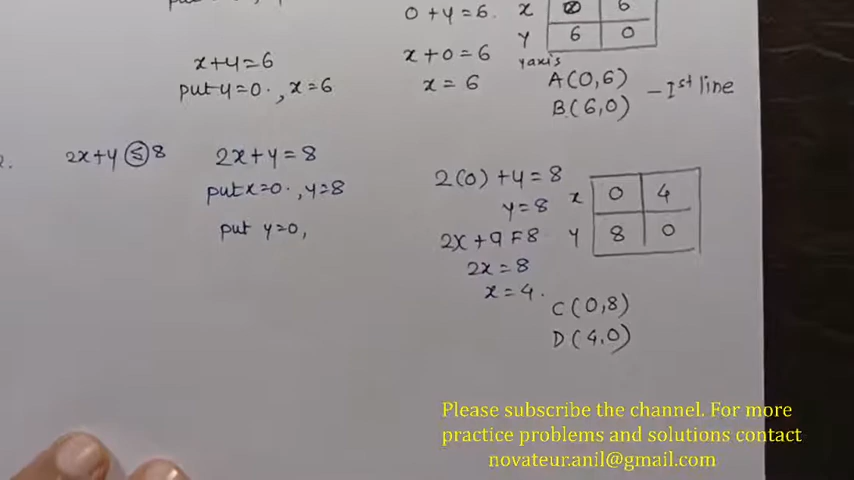 0 + y = 6.
x 0 6
y 6 0
x + y = 6
put y=0. , x=6
x + 0 = 6
x = 6
yaxis
A(0,6)
B(6,0)
- Ist line
2x+y ≤ 8
2x+y = 8
put x=0. , y=8
put y=0,
2(0) + y = 8
y = 8
2x + 0 = 8
2x = 8
x = 4.
x 0 4
y 8 0
C(0,8)
D(4,0)
Please subscribe the channel. For more
practice problems and solutions contact
novateur.anil@gmail.com